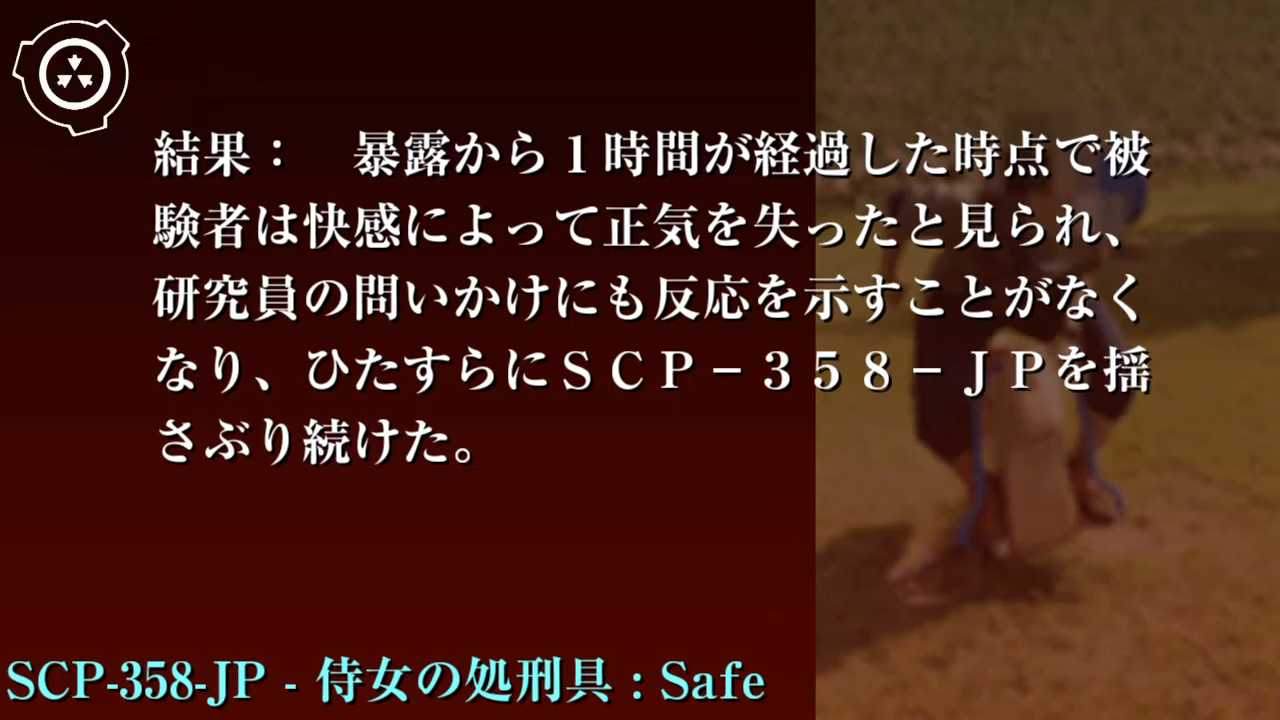 結果：　暴露から１時間が経過した時点で被
験者は快感によって正気を失ったと見られ、
研究員の問いかけにも反応を示すことがなく
なり、ひたすらにＳＣＰ－３５８－ＪＰを揺
さぶり続けた。
SCP-358-JP - 侍女の処刑具 : Safe